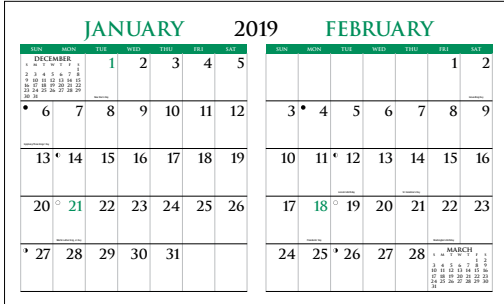 JANUARY 2019 FEBRUARY
SUN MON TUE WED THU FRI SAT
DECEMBER
S M T W T F S
1
2 3 4 5 6 7 8
9 10 11 12 13 14 15
16 17 18 19 20 21 22
23 24 25 26 27 28 29
30 31
1 2 3 4 5
6 7 8 9 10 11 12
13 14 15 16 17 18 19
20 21 22 23 24 25 26
27 28 29 30 31
SUN MON TUE WED THU FRI SAT
1 2
3 4 5 6 7 8 9
10 11 12 13 14 15 16
17 18 19 20 21 22 23
24 25 26 27 28
MARCH
S M T W T F S
1 2
3 4 5 6 7 8 9
10 11 12 13 14 15 16
17 18 19 20 21 22 23
24 25 26 27 28 29 30
31